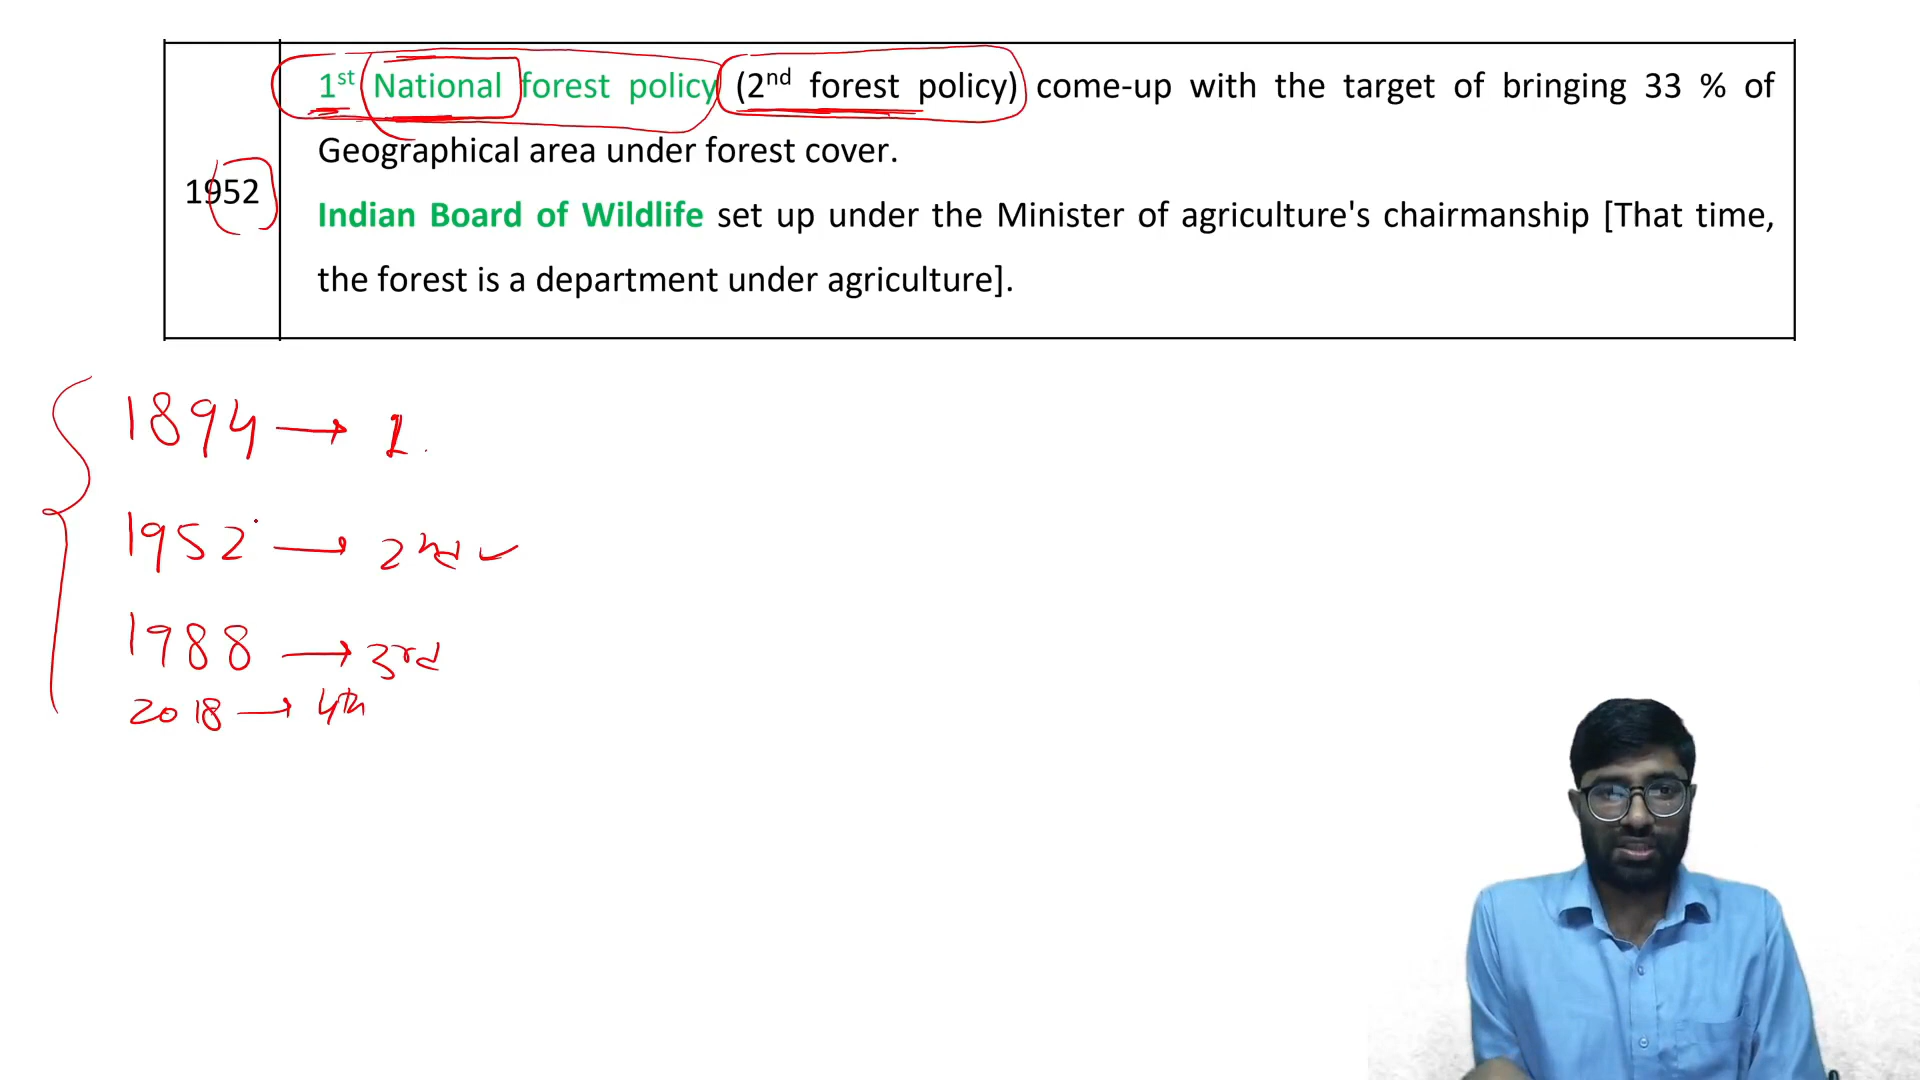 1st National forest policy (2nd forest policy) come-up with the target of bringing 33 % of
Geographical area under forest cover.
1952
Indian Board of Wildlife set up under the Minister of agriculture's chairmanship [That time,
the forest is a department under agriculture].
1894 → 1
1952 → 2nd ✓
1988 → 3rd
2018 → 4th